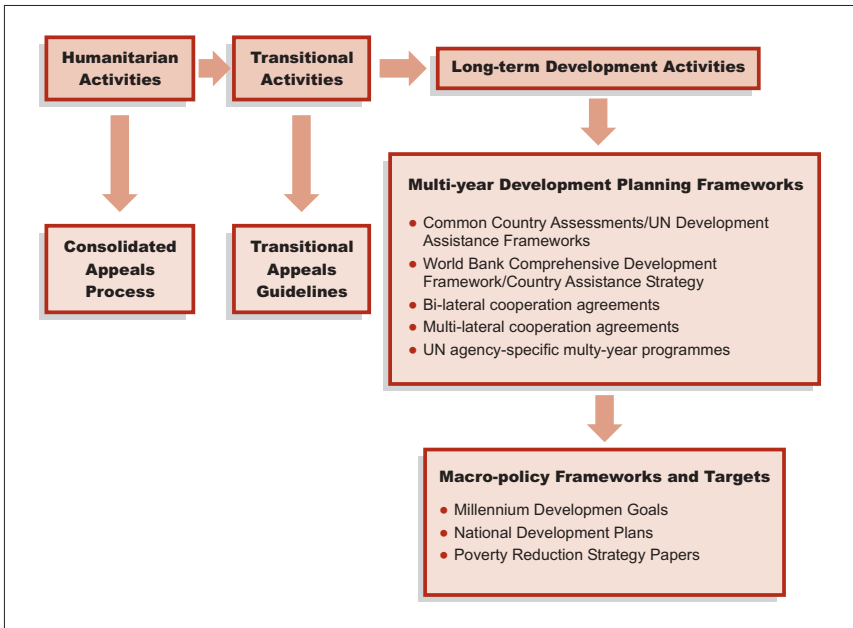 Humanitarian
Activities
Transitional
Activities
Long-term Development Activities
Consolidated
Appeals
Process
Transitional
Appeals
Guidelines
Multi-year Development Planning Frameworks
• Common Country Assessments/UN Development
Assistance Frameworks
• World Bank Comprehensive Development
Framework/Country Assistance Strategy
• Bi-lateral cooperation agreements
• Multi-lateral cooperation agreements
• UN agency-specific multy-year programmes
Macro-policy Frameworks and Targets
• Millennium Developmen Goals
• National Development Plans
• Poverty Reduction Strategy Papers